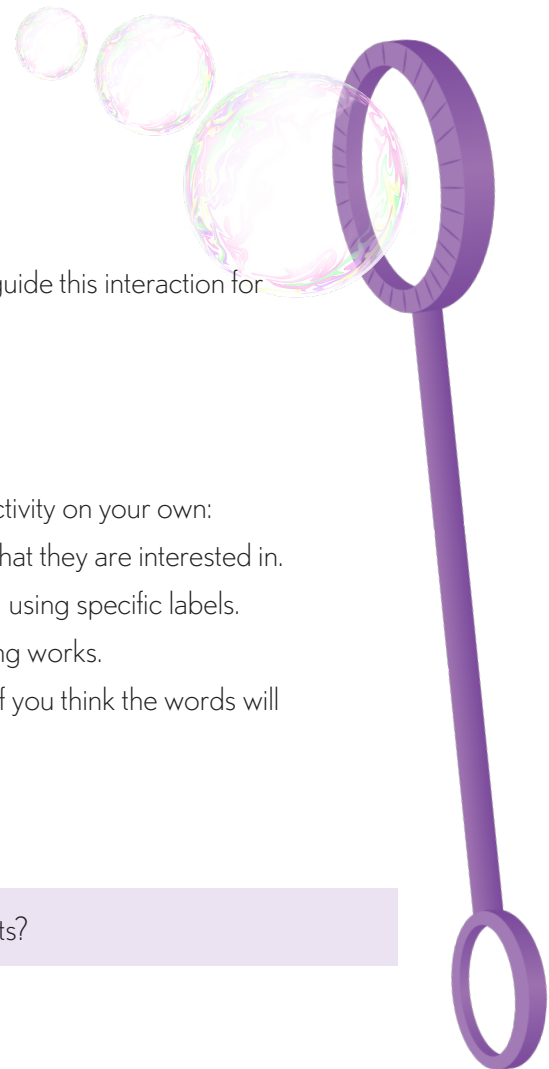 guide this interaction for
ctivity on your own:
hat they are interested in.
using specific labels.
ng works.
f you think the words will
ts?